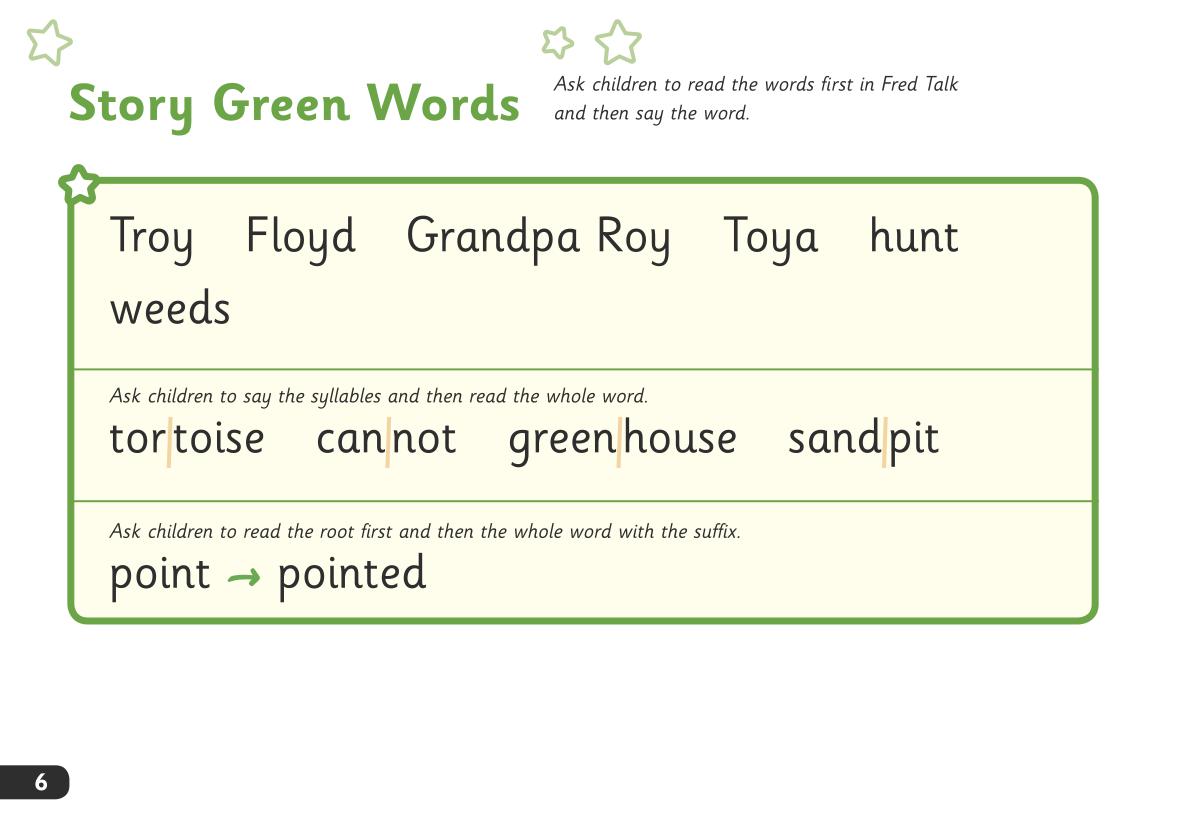 Story Green Words
Ask children to read the words first in Fred Talk
and then say the word.
Troy Floyd Grandpa Roy Toya hunt
weeds
Ask children to say the syllables and then read the whole word.
tor|toise can|not green|house sand|pit
Ask children to read the root first and then the whole word with the suffix.
point → pointed
6